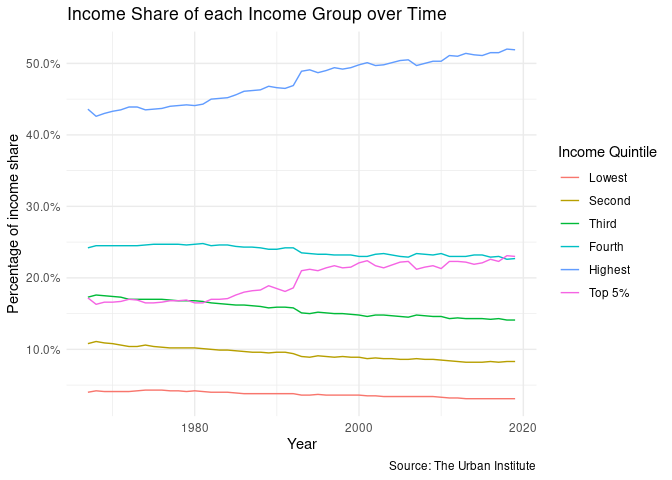 Income Share of each Income Group over Time
Percentage of income share
50.0%
40.0%
30.0%
20.0%
10.0%
1980
2000
2020
Year
Income Quintile
Lowest
Second
Third
Fourth
Highest
Top 5%
Source: The Urban Institute